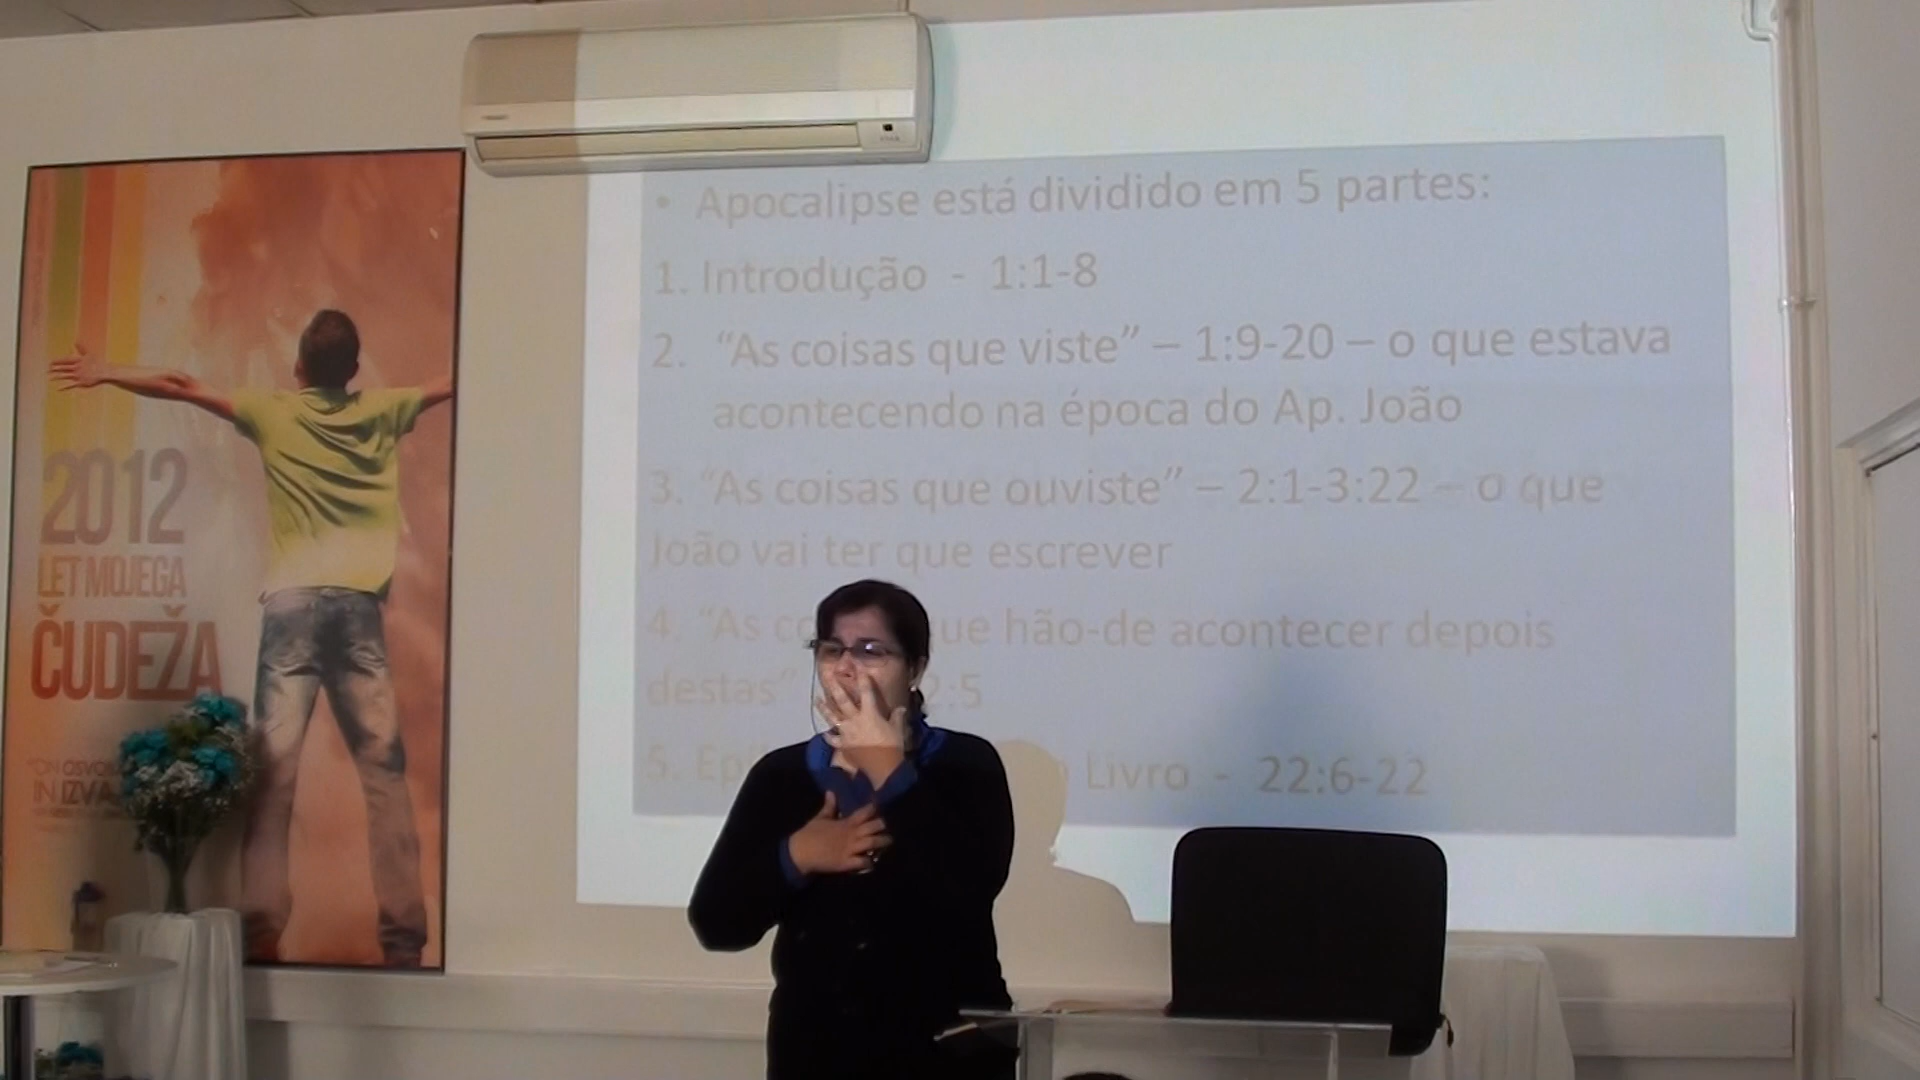 2012
LET MOJEGA
ČUDEŽA
IN IZVA
• Apocalipse está dividido em 5 partes:
1. Introdução - 1:1-8
2. “As coisas que viste” – 1:9-20 – o que estava
acontecendo na época do Ap. João
3. “As coisas que ouviste” – 2:1-3:22 – o que
João vai ter que escrever
4. “As co ue hão-de acontecer depois
destas” 2:5
5. Ep Livro - 22:6-22